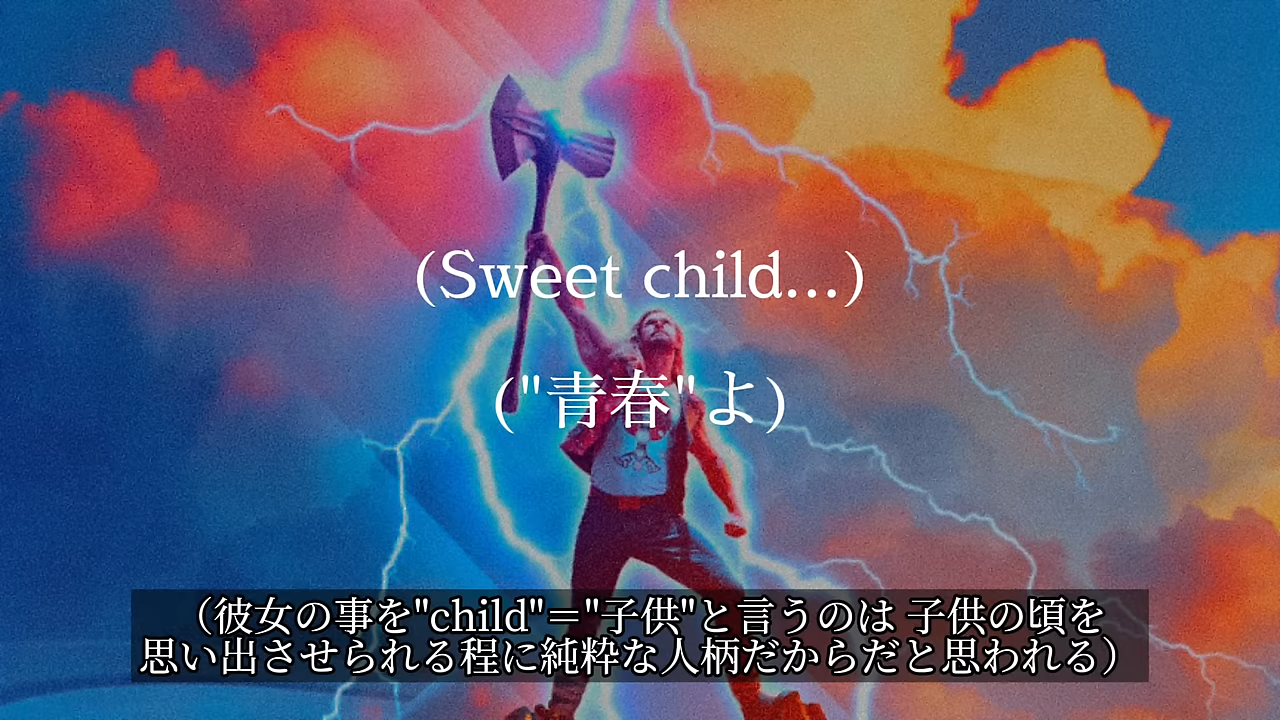 (Sweet child...)
("青春" よ)
（彼女の事を"child"＝"子供"と言うのは 子供の頃を
思い出させられる程に純粋な人柄だからだと思われる）